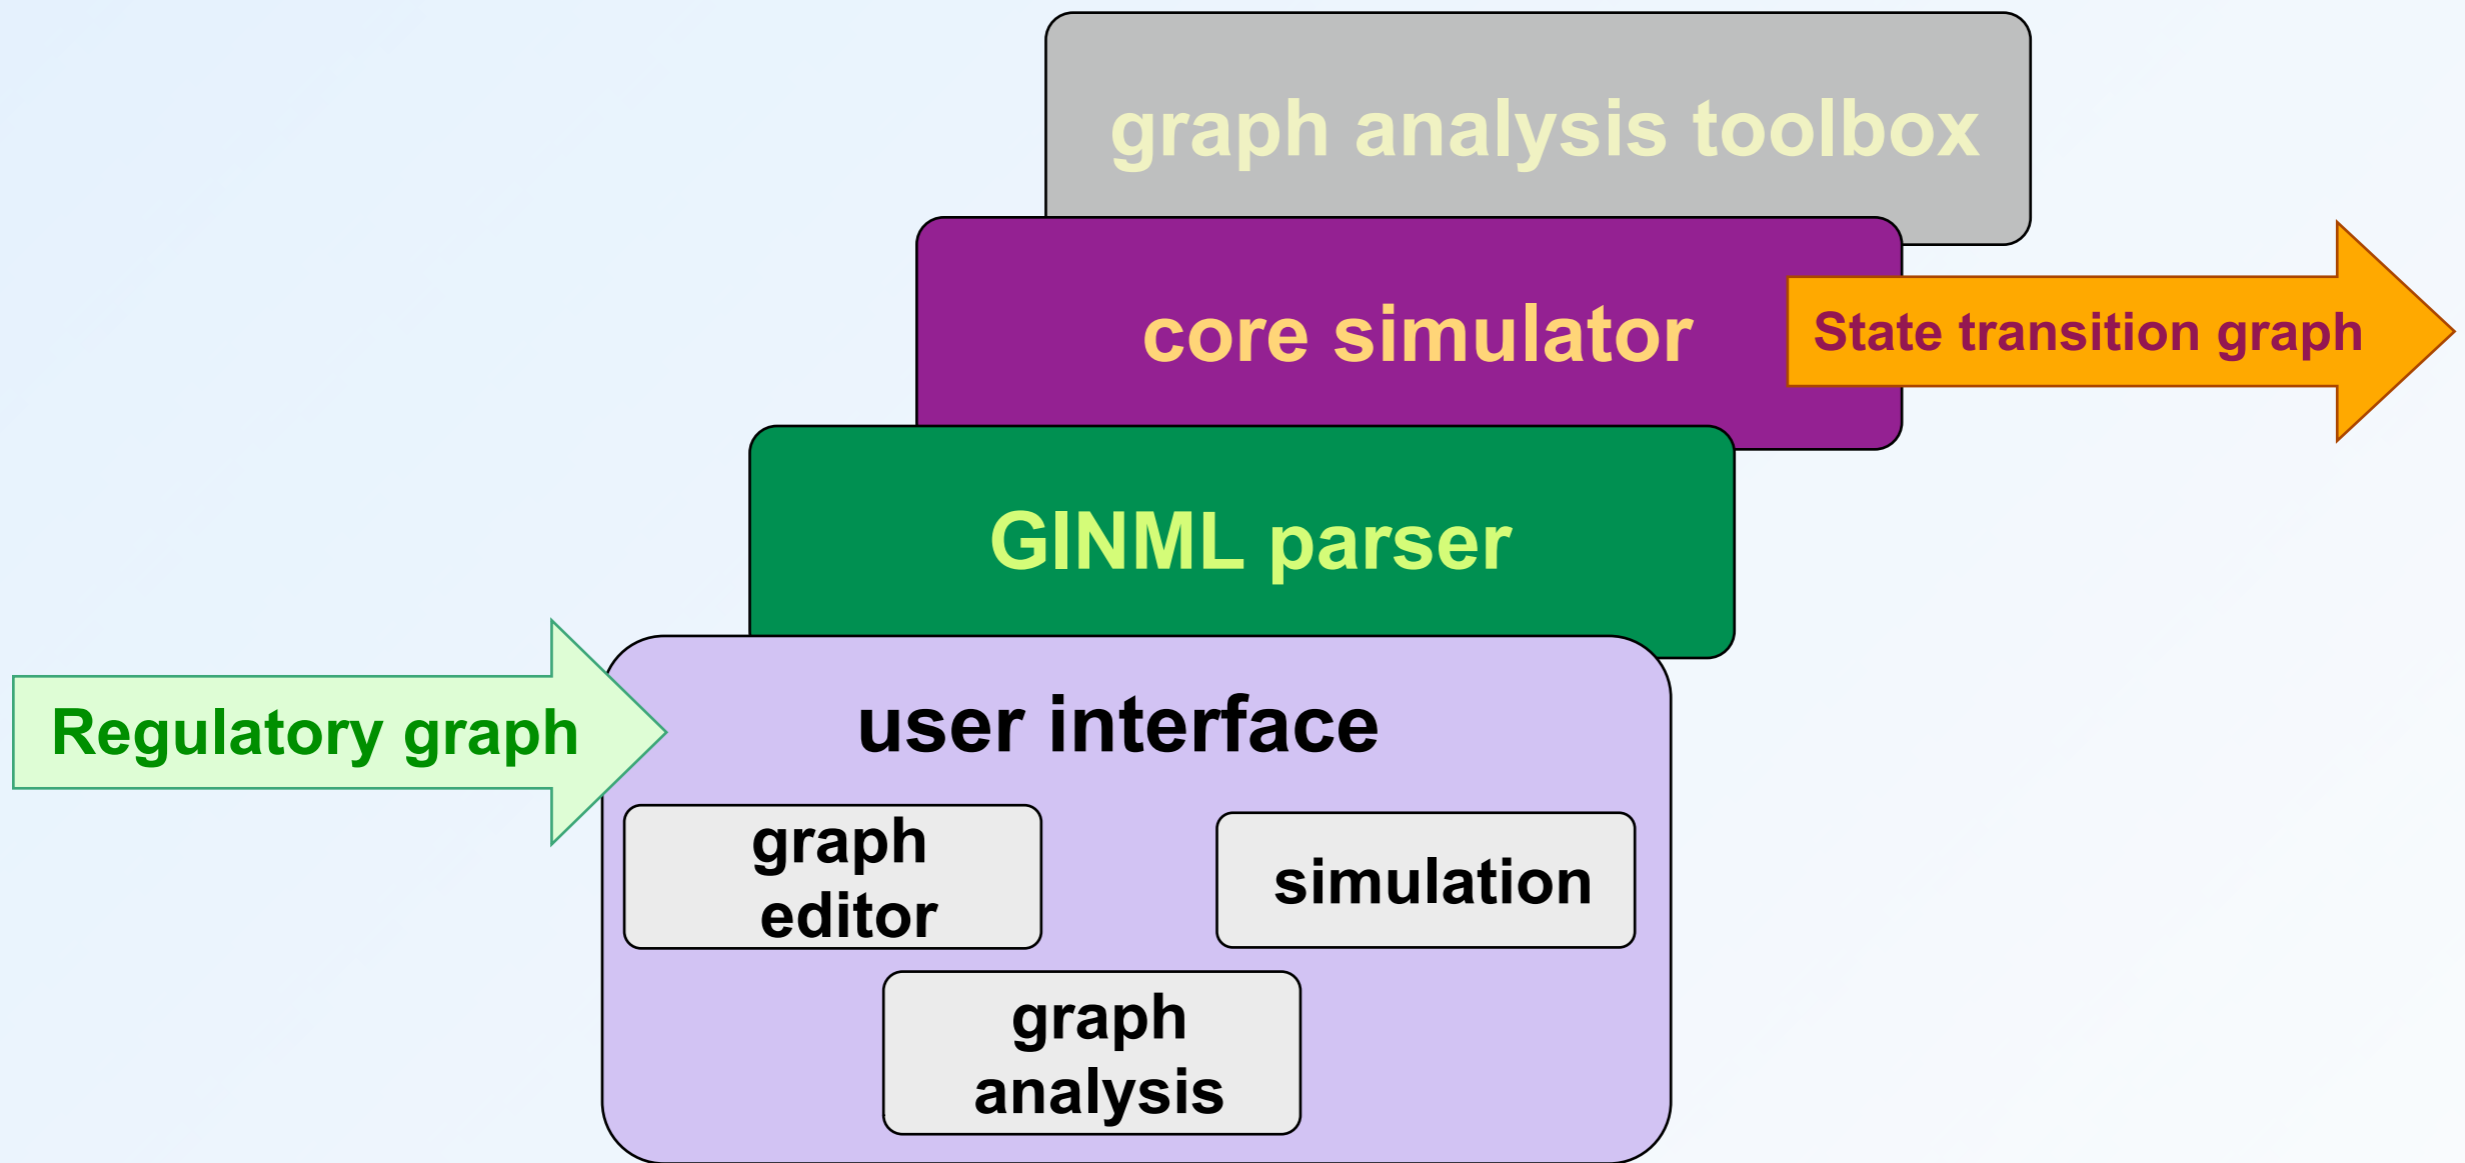 graph analysis toolbox
core simulator
State transition graph
GINML parser
Regulatory graph
user interface
graph
editor
simulation
graph
analysis